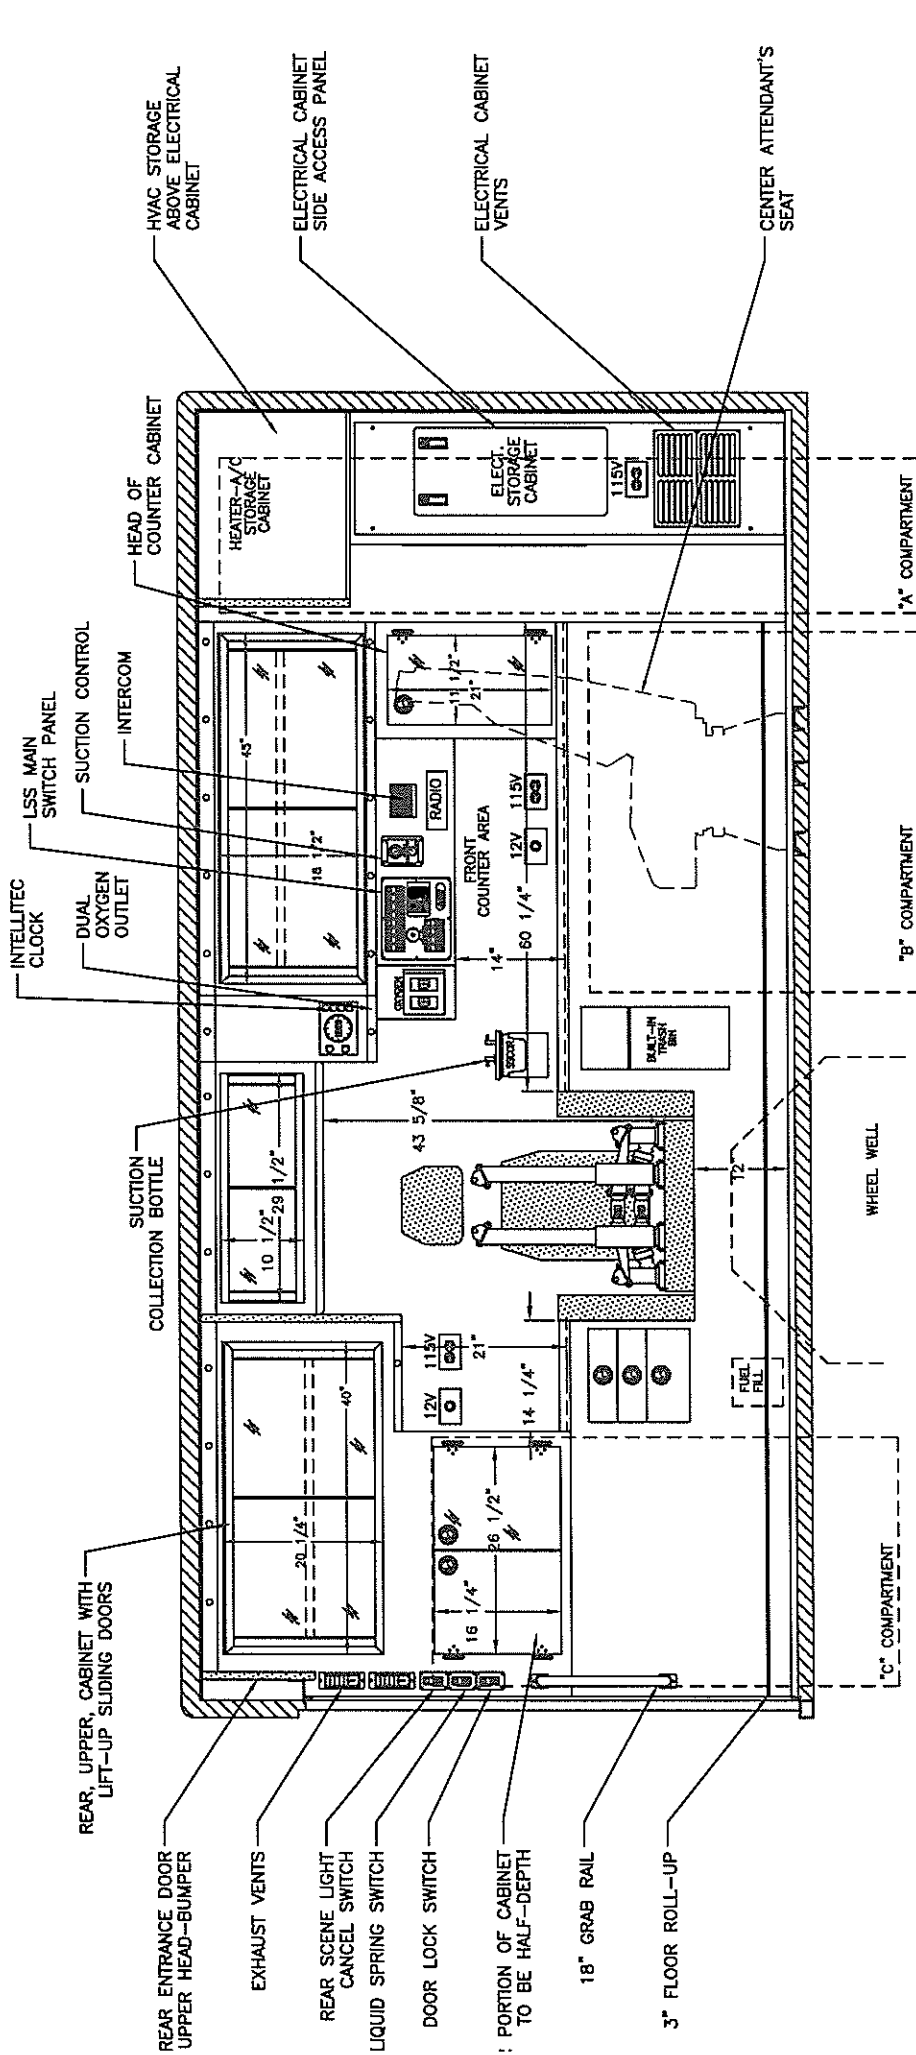 REAR ENTRANCE DOOR
UPPER HEAD-BUMPER
REAR, UPPER, CABINET WITH
LIFT-UP SLIDING DOORS
SUCTION
COLLECTION BOTTLE
INTELLITEC
CLOCK
DUAL
OXYGEN
OUTLET
LSS MAIN
SWITCH PANEL
SUCTION CONTROL
INTERCOM
HEAD OF
COUNTER CABINET
HVAC STORAGE
ABOVE ELECTRICAL
CABINET
ELECTRICAL CABINET
SIDE ACCESS PANEL
ELECTRICAL CABINET
VENTS
CENTER ATTENDANT'S
SEAT
EXHAUST VENTS
REAR SCENE LIGHT
CANCEL SWITCH
LIQUID SPRING SWITCH
DOOR LOCK SWITCH
PORTION OF CABINET
TO BE HALF-DEPTH
18" GRAB RAIL
3" FLOOR ROLL-UP
20 1/4"
40"
10 1/2"
29 1/2"
18 1/2"
45"
HEATER-A/C
STORAGE
CABINET
12V
115V
21"
14 1/4"
16 1/4"
26 1/2"
43 5/8"
SSCOR
OXYGEN
RADIO
FRONT
COUNTER AREA
14"
60 1/4"
12V
115V
11 1/2"
21"
ELECT.
STORAGE
CABINET
115V
FUEL
FILL
12"
BUILT-IN
TRASH
BIN
"C" COMPARTMENT
WHEEL WELL
"B" COMPARTMENT
"A" COMPARTMENT